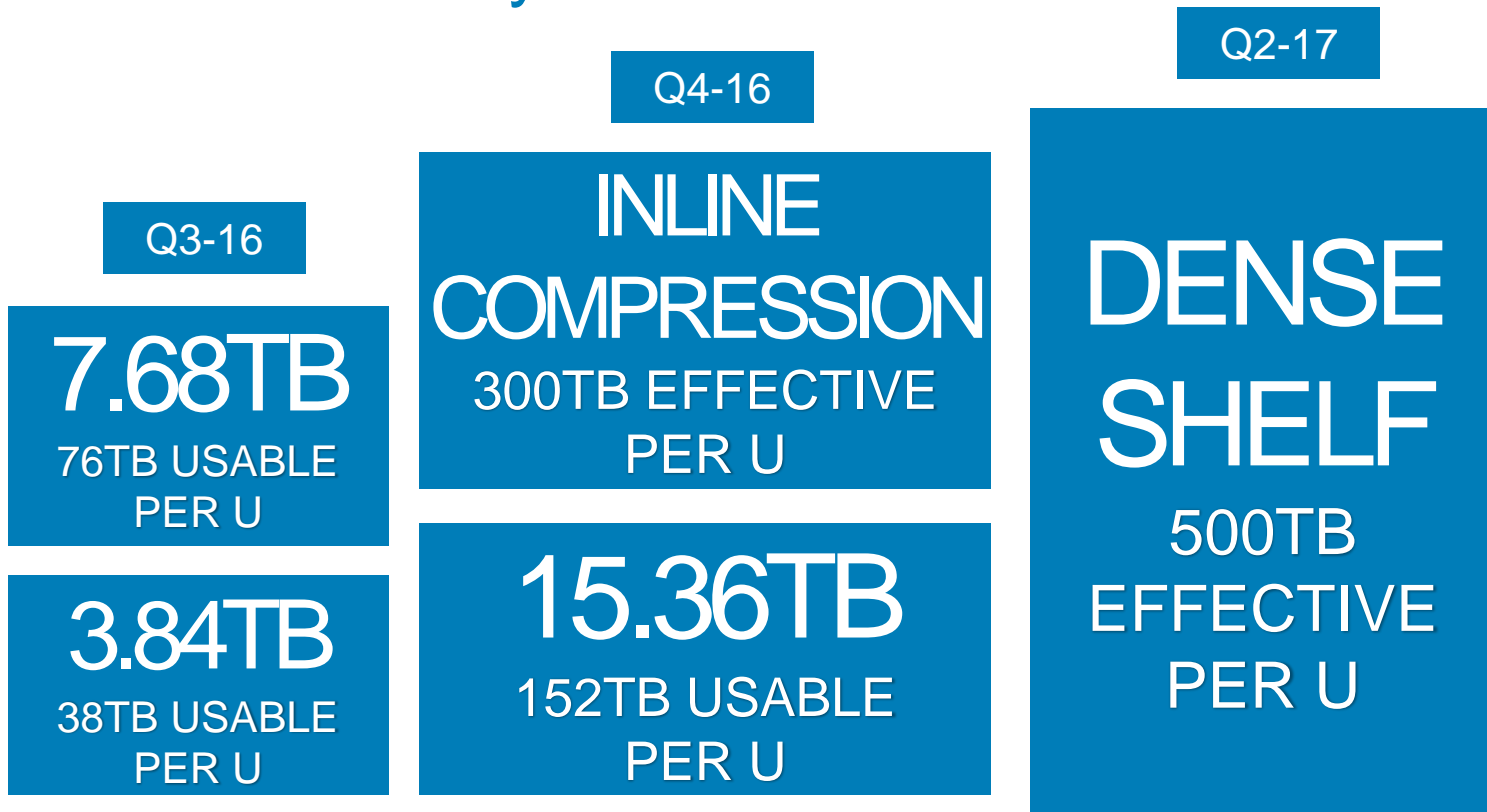 Q3-16
7.68TB
76TB USABLE
PER U
3.84TB
38TB USABLE
PER U
Q4-16
INLINE
COMPRESSION
300TB EFFECTIVE
PER U
15.36TB
152TB USABLE
PER U
Q2-17
DENSE
SHELF
500TB
EFFECTIVE
PER U